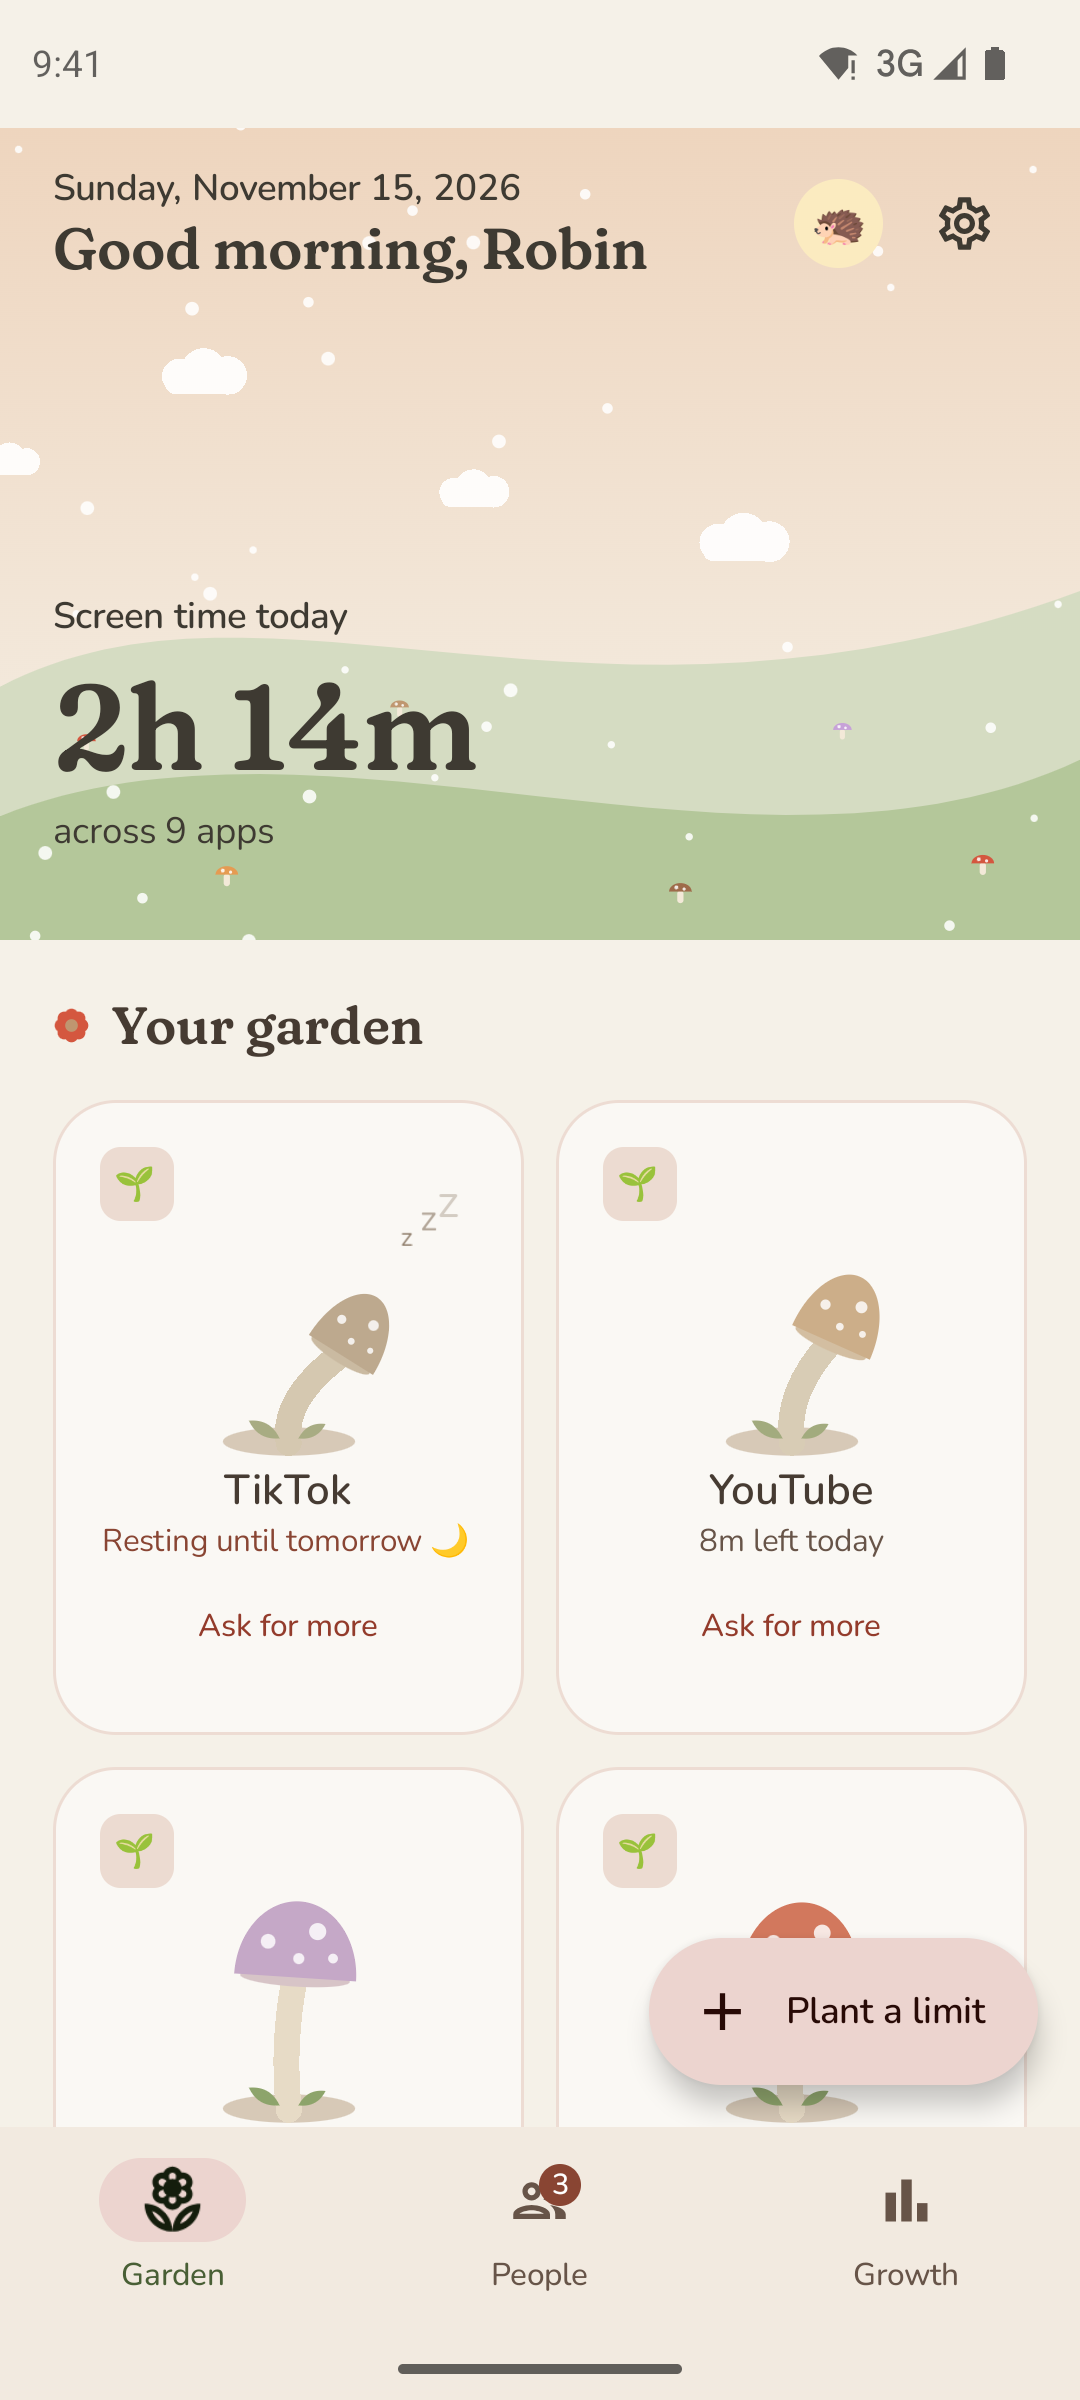 9:41
3G
Sunday, November 15, 2026
Good morning, Robin
Screen time today
2h 14m
across 9 apps
Your garden
z z Z
TikTok
Resting until tomorrow 🌙
Ask for more
YouTube
8m left today
Ask for more
Plant a limit
Garden
3
People
Growth